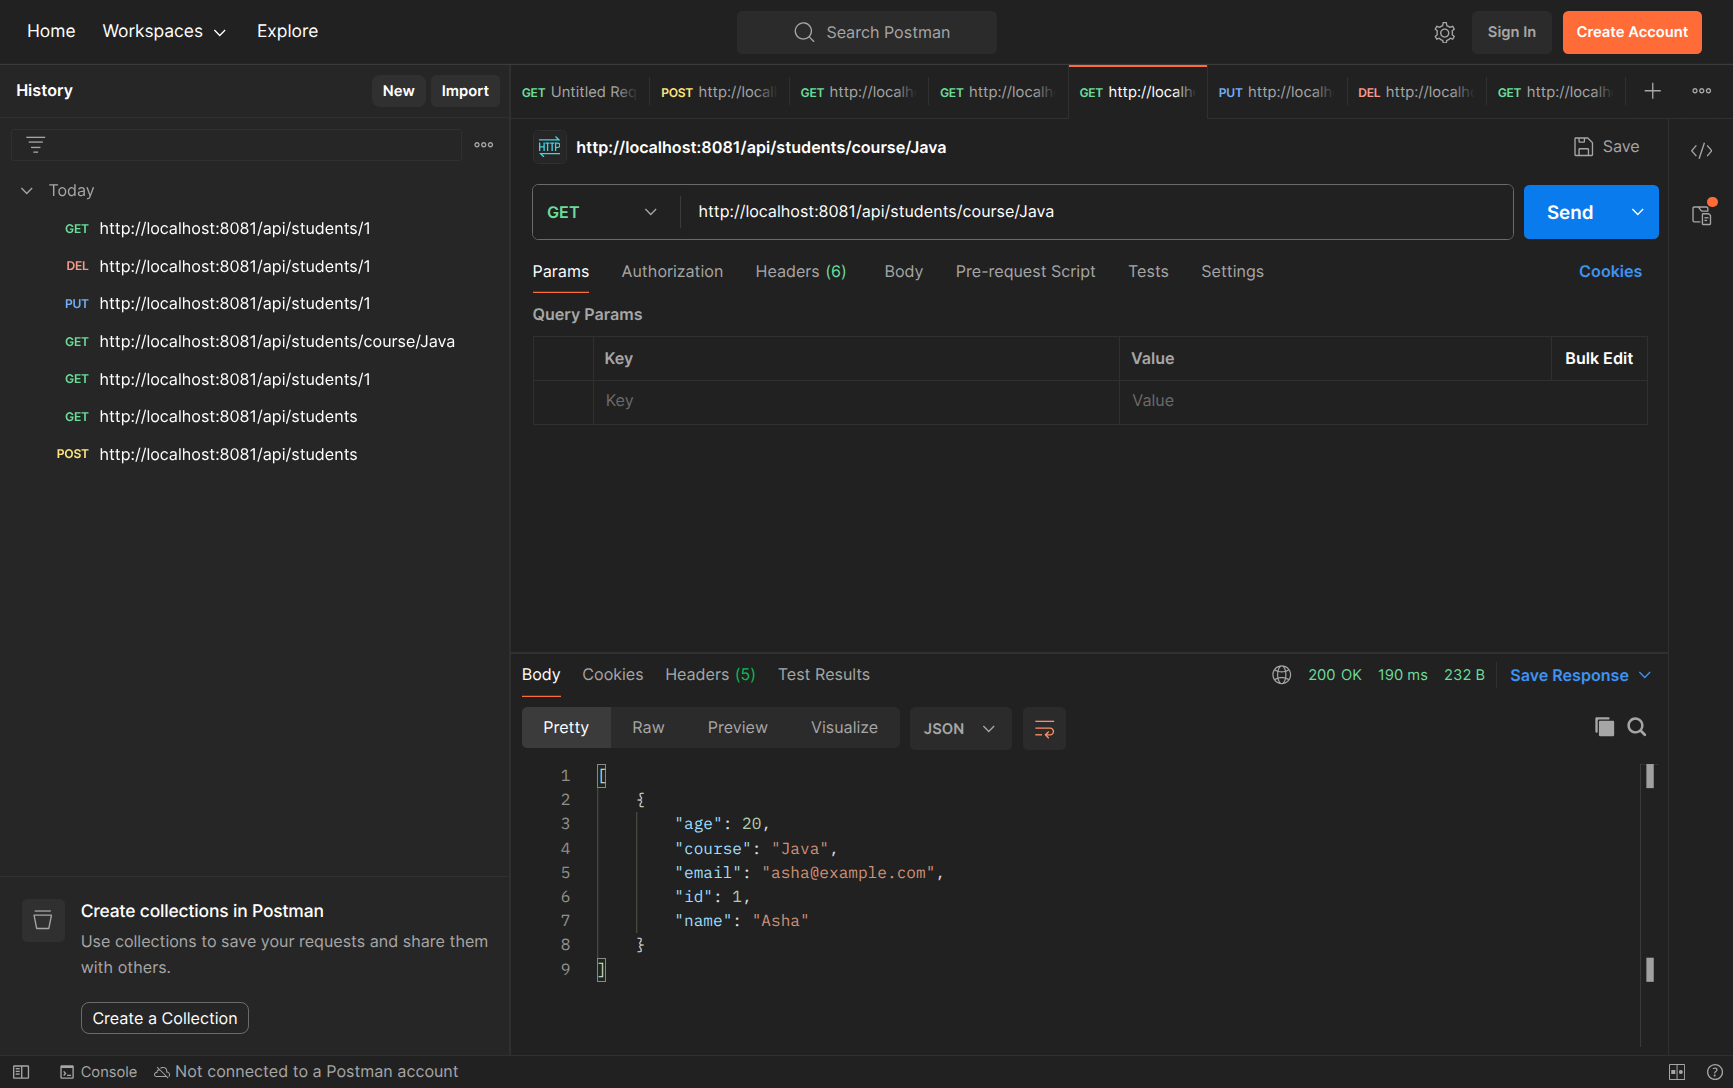 Home Workspaces Explore Search Postman Sign In Create Account
History New Import
GET Untitled Req POST http://local GET http://localh GET http://localh GET http://localh PUT http://localh DEL http://localh GET http://localh
HTTP http://localhost:8081/api/students/course/Java Save
Today
GET http://localhost:8081/api/students/1
DEL http://localhost:8081/api/students/1
PUT http://localhost:8081/api/students/1
GET http://localhost:8081/api/students/course/Java
GET http://localhost:8081/api/students/1
GET http://localhost:8081/api/students
POST http://localhost:8081/api/students
GET http://localhost:8081/api/students/course/Java Send
Params Authorization Headers (6) Body Pre-request Script Tests Settings Cookies
Query Params
Key Value Bulk Edit
Key Value
Body Cookies Headers (5) Test Results 200 OK 190 ms 232 B Save Response
Pretty Raw Preview Visualize JSON
1 [
2 {
3 "age": 20,
4 "course": "Java",
5 "email": "asha@example.com",
6 "id": 1,
7 "name": "Asha"
8 }
9 ]
Create collections in Postman
Use collections to save your requests and share them
with others.
Create a Collection
Console Not connected to a Postman account